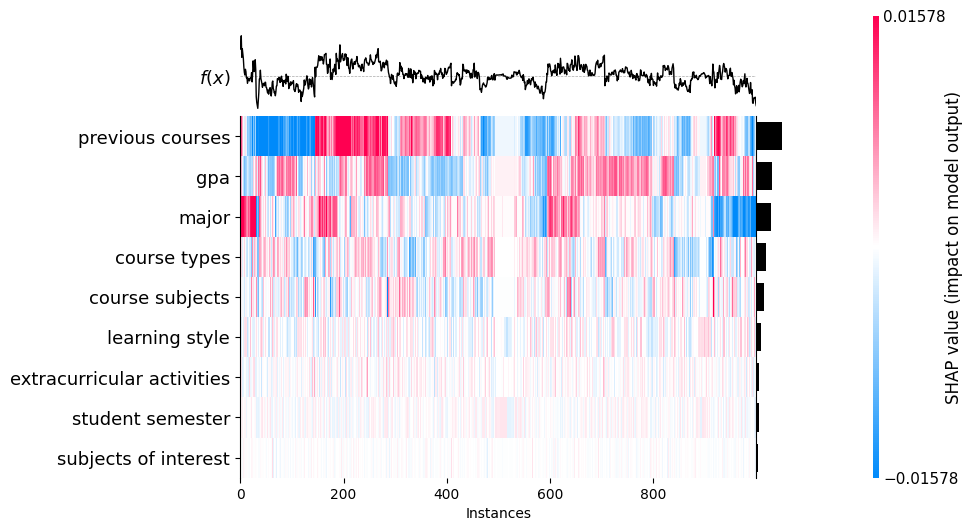 0.01578
f(x)
previous courses
gpa
major
course types
course subjects
learning style
extracurricular activities
student semester
subjects of interest
0 200 400 600 800
Instances
−0.01578
SHAP value (impact on model output)